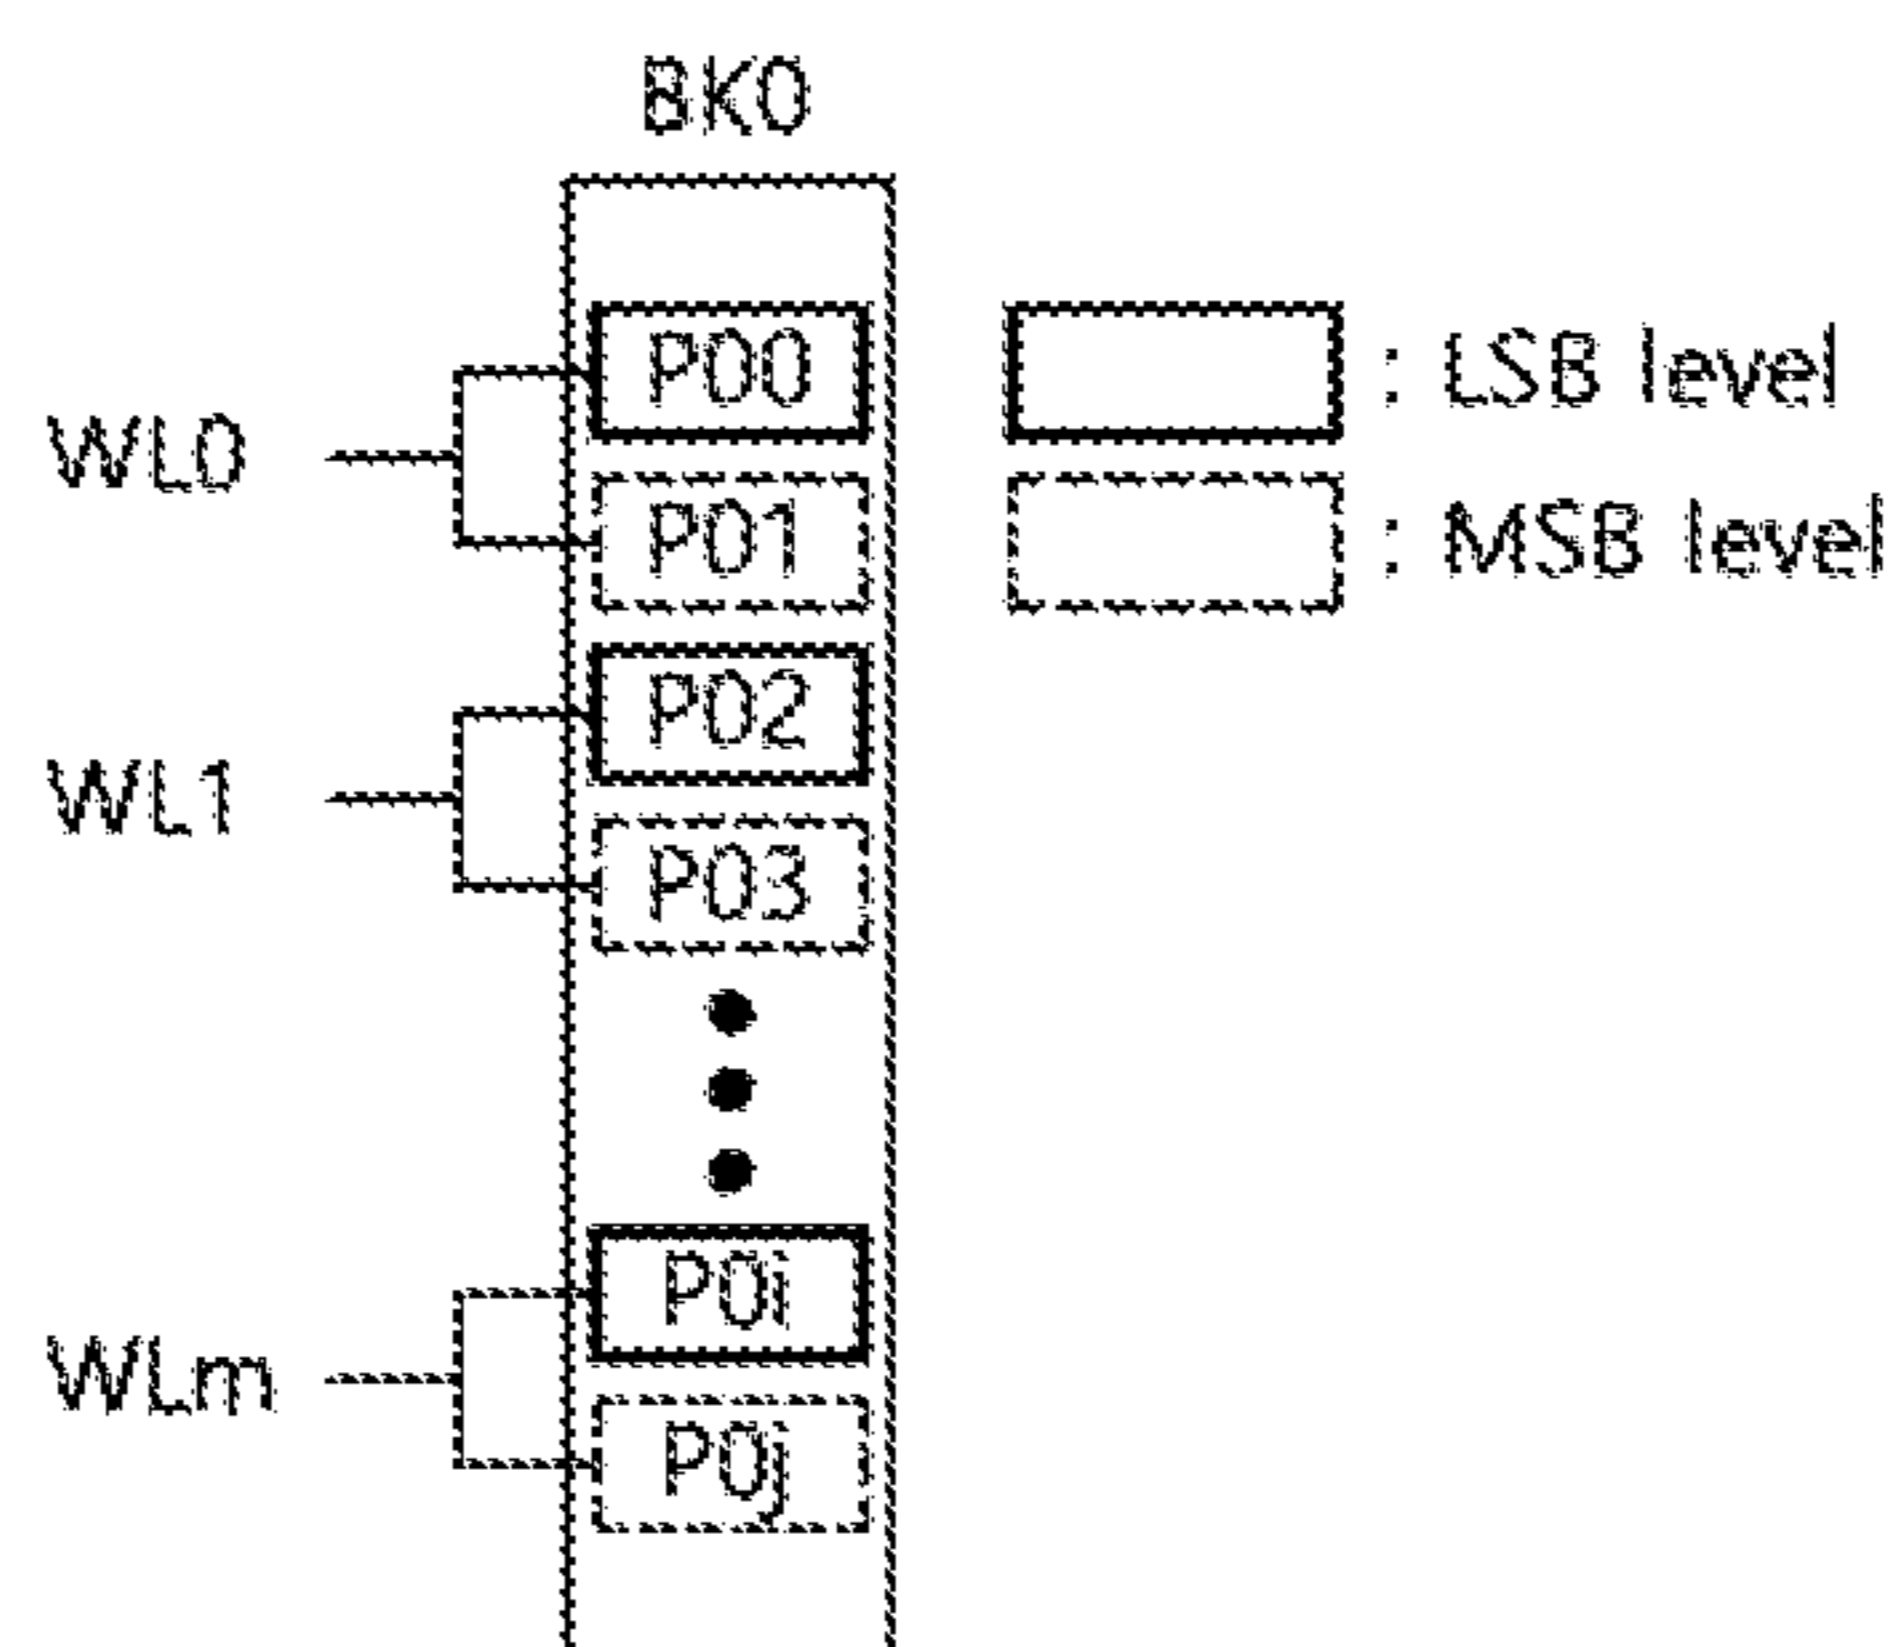 BK0
P00
: LSB level
WL0
P01
: MSB level
P02
WL1
P03
P0i
WLm
P0j